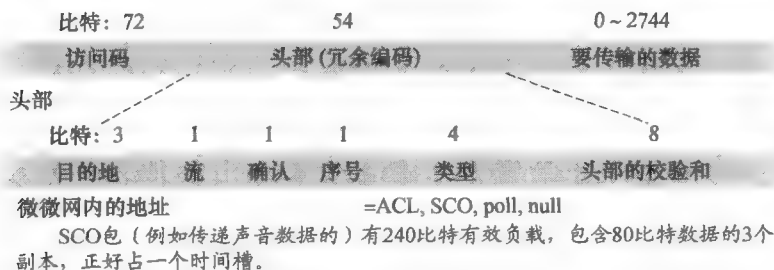 比特：72 54 0～2744
访问码 头部 (冗余编码) 要传输的数据
头部
比特：3 1 1 1 4 8
目的地 流 确认 序号 类型 头部的校验和
微微网内的地址 =ACL, SCO, poll, null
SCO包（例如传递声音数据的）有240比特有效负载，包含80比特数据的3个
副本，正好占一个时间槽。